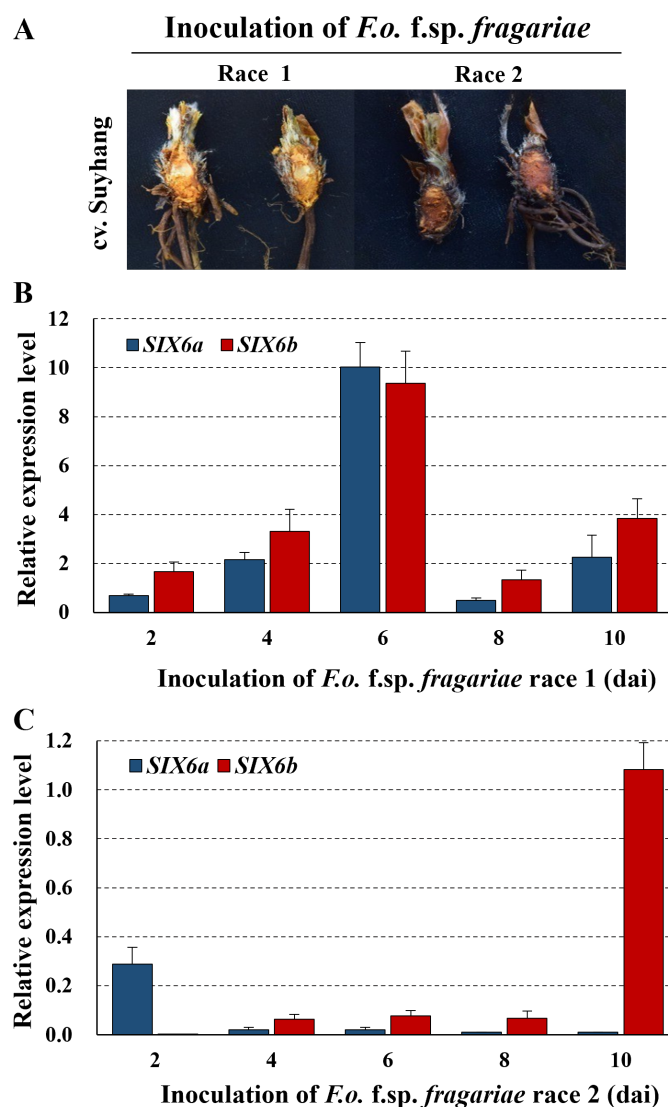 A
Inoculation of F.o. f.sp. fragariae
Race 1 Race 2
cv. Suyhang
B
Relative expression level
12
10
8
6
4
2
0
SIX6a SIX6b
2 4 6 8 10
Inoculation of F.o. f.sp. fragariae race 1 (dai)
C
Relative expression level
1.2
1.0
0.8
0.6
0.4
0.2
0.0
SIX6a SIX6b
2 4 6 8 10
Inoculation of F.o. f.sp. fragariae race 2 (dai)